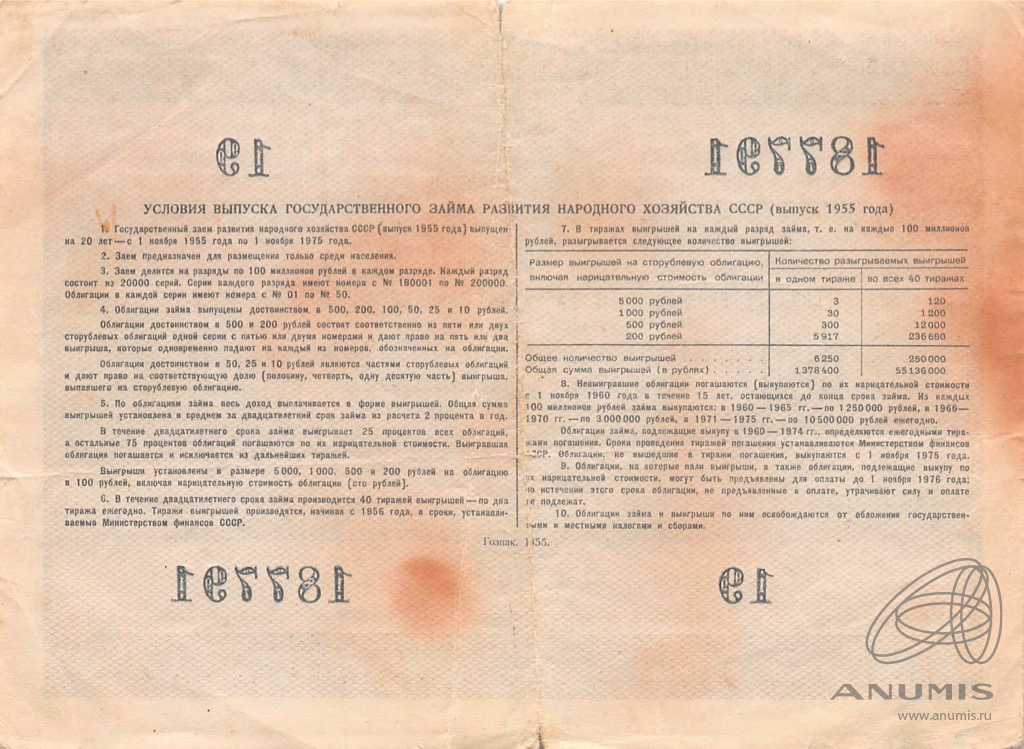 19 187791
УСЛОВИЯ ВЫПУСКА ГОСУДАРСТВЕННОГО ЗАЙМА РАЗВИТИЯ НАРОДНОГО ХОЗЯЙСТВА СССР (выпуск 1955 года)
1. Государственный заем развития народного хозяйства СССР (выпуск 1955 года) выпущен
на 20 лет — с 1 ноября 1955 года по 1 ноября 1975 года.
2. Заем предназначен для размещения только среди населения.
3. Заем делится на разряды по 100 миллионов рублей в каждом разряде. Каждый разряд
состоит из 20000 серий. Серии каждого разряда имеют номера с № 180001 по № 200000.
Облигации в каждой серии имеют номера с № 01 по № 50.
4. Облигации займа выпущены достоинством в 500, 200, 100, 50, 25 и 10 рублей.
Облигации достоинством в 500 и 200 рублей состоят соответственно из пяти или двух
сторублевых облигаций одной серии с пятью или двумя номерами и дают право на пять или два
выигрыша, которые одновременно падают на каждый из номеров, обозначенных на облигации.
Облигации достоинством в 50, 25 и 10 рублей являются частями сторублевых облигаций
и дают право на соответствующую долю (половину, четверть, одну десятую часть) выигрыша,
выпавшего на сторублевую облигацию.
5. По облигациям займа весь доход выплачивается в форме выигрышей. Общая сумма
выигрышей установлена в среднем за двадцатилетний срок займа из расчета 2 процента в год.
В течение двадцатилетнего срока займа выигрывает 25 процентов всех облигаций,
а остальные 75 процентов облигаций погашаются по их нарицательной стоимости. Выигравшая
облигация погашается и исключается из дальнейших тиражей.
Выигрыши установлены в размере 5000, 1000, 500 и 200 рублей на облигацию
в 100 рублей, включая нарицательную стоимость облигации (сто рублей).
6. В течение двадцатилетнего срока займа производится 40 тиражей выигрышей — по два
тиража ежегодно. Тиражи выигрышей производятся, начиная с 1956 года, в сроки, устанавли-
ваемые Министерством финансов СССР.
7. В тиражах выигрышей на каждый разряд займа, т. е. на каждые 100 миллионов
рублей, разыгрывается следующее количество выигрышей:
Размер выигрышей на сторублевую облигацию, Количество разыгрываемых выигрышей
включая нарицательную стоимость облигации в одном тираже во всех 40 тиражах
5000 рублей 3 120
1000 рублей 30 1200
500 рублей 300 12000
200 рублей 5917 236680
Общее количество выигрышей . . . . . . . . 6250 250000
Общая сумма выигрышей (в рублях) . . . . . 1378400 55136000
8. Невыигравшие облигации погашаются (выкупаются) по их нарицательной стоимости
с 1 ноября 1960 года в течение 15 лет, остающихся до конца срока займа. Из каждых
100 миллионов рублей займа выкупаются: в 1960 — 1965 гг. — по 1250000 рублей, в 1966 —
1970 гг. — по 3000000 рублей, в 1971 — 1975 гг. — по 10500000 рублей ежегодно.
Облигации займа, подлежащие выкупу в 1960 — 1974 гг., определяются ежегодными тира-
жами погашения. Сроки проведения тиражей погашения устанавливаются Министерством финансов
СССР. Облигации, не вышедшие в тиражи погашения, выкупаются с 1 ноября 1975 года.
9. Облигации, на которые пали выигрыши, а также облигации, подлежащие выкупу по
их нарицательной стоимости, могут быть предъявлены для оплаты до 1 ноября 1976 года;
по истечении этого срока облигации, не предъявленные к оплате, утрачивают силу и оплате
не подлежат.
10. Облигации займа и выигрыши по ним освобождаются от обложения государствен-
ными и местными налогами и сборами.
Гознак. 1955.
187791 19
ANUMIS
www.anumis.ru